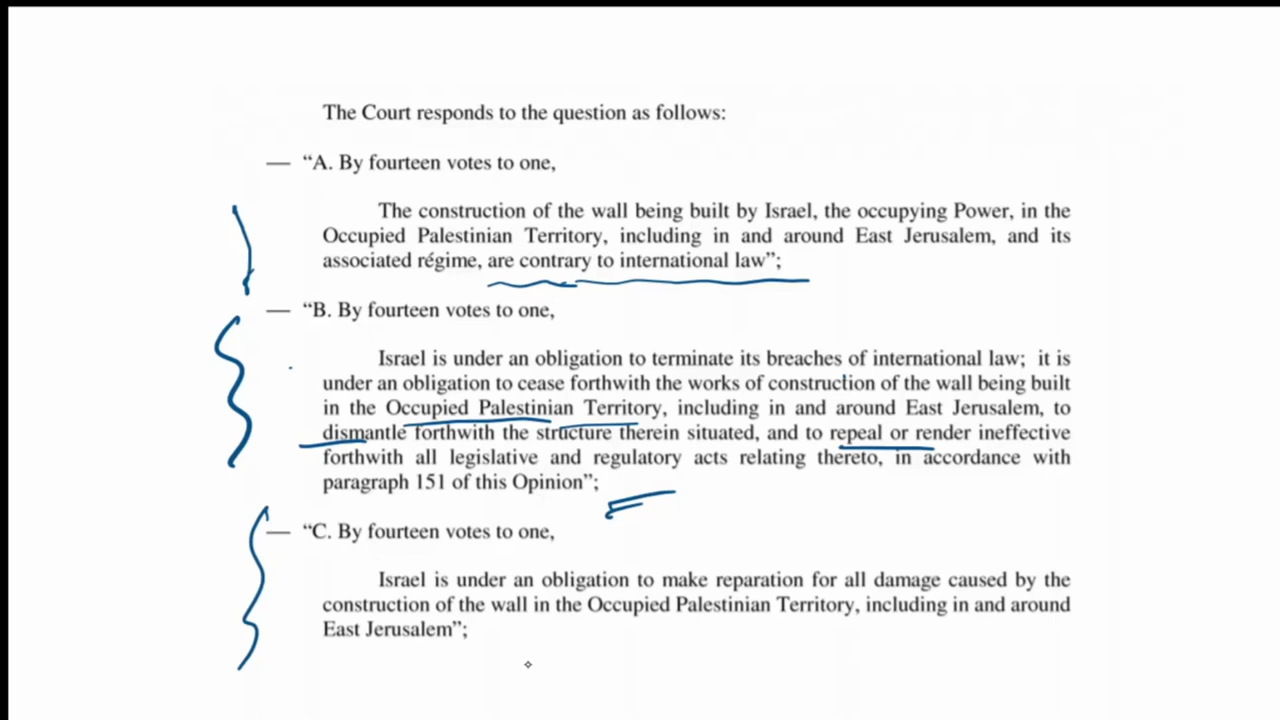 The Court responds to the question as follows:
— “A. By fourteen votes to one,
The construction of the wall being built by Israel, the occupying Power, in the
Occupied Palestinian Territory, including in and around East Jerusalem, and its
associated régime, are contrary to international law”;
— “B. By fourteen votes to one,
Israel is under an obligation to terminate its breaches of international law; it is
under an obligation to cease forthwith the works of construction of the wall being built
in the Occupied Palestinian Territory, including in and around East Jerusalem, to
dismantle forthwith the structure therein situated, and to repeal or render ineffective
forthwith all legislative and regulatory acts relating thereto, in accordance with
paragraph 151 of this Opinion”;
— “C. By fourteen votes to one,
Israel is under an obligation to make reparation for all damage caused by the
construction of the wall in the Occupied Palestinian Territory, including in and around
East Jerusalem”;